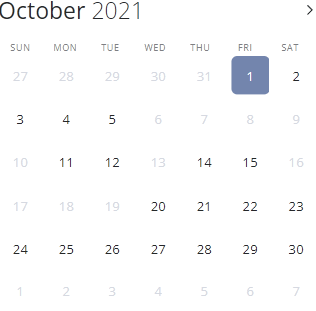 October 2021 >
SUN MON TUE WED THU FRI SAT
27 28 29 30 31 1 2
3 4 5 6 7 8 9
10 11 12 13 14 15 16
17 18 19 20 21 22 23
24 25 26 27 28 29 30
1 2 3 4 5 6 7